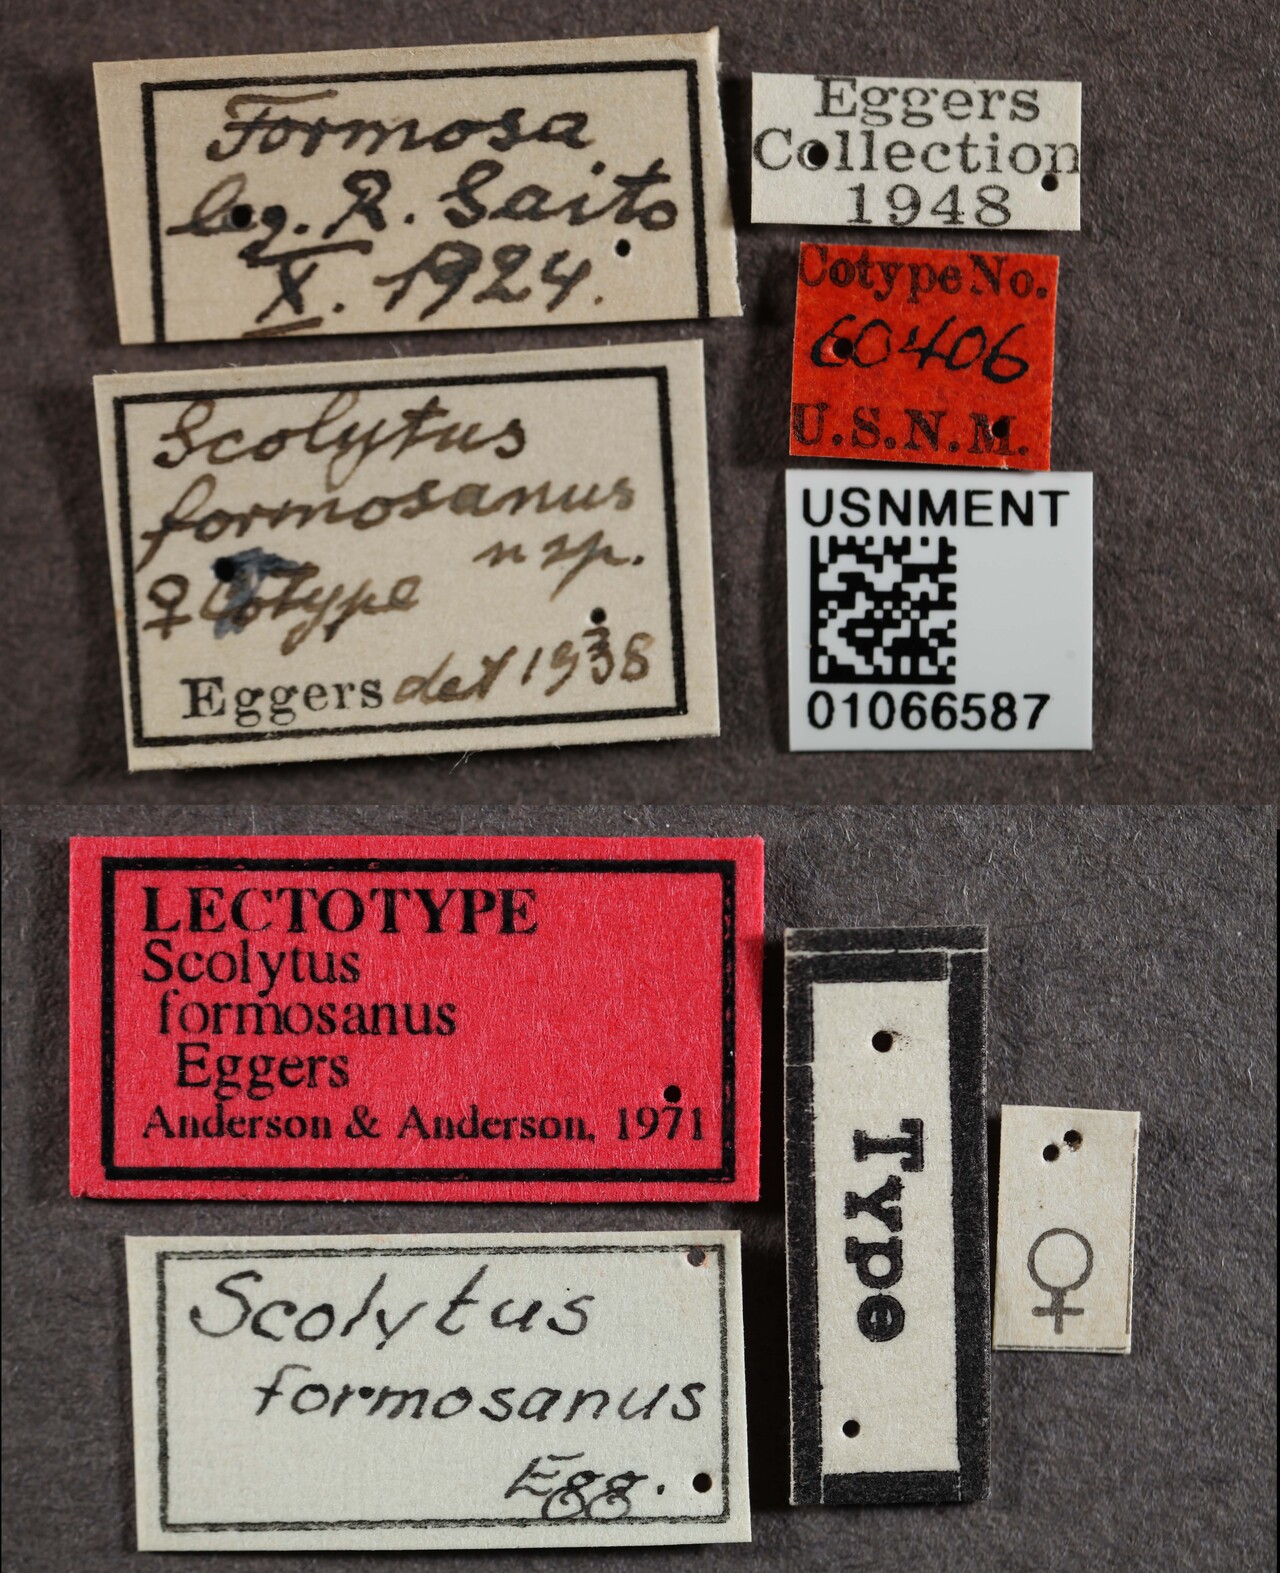 Formosa
leg. R. Saito
X. 1924.
Eggers
Collection
1948
Cotype No.
60406
U.S.N.M.
Scolytus
formosanus
n sp.
♀ Cotype
Eggers det 1938
USNMENT
01066587
LECTOTYPE
Scolytus
formosanus
Eggers
Anderson & Anderson, 1971
Type
♀
Scolytus
formosanus
Egg.